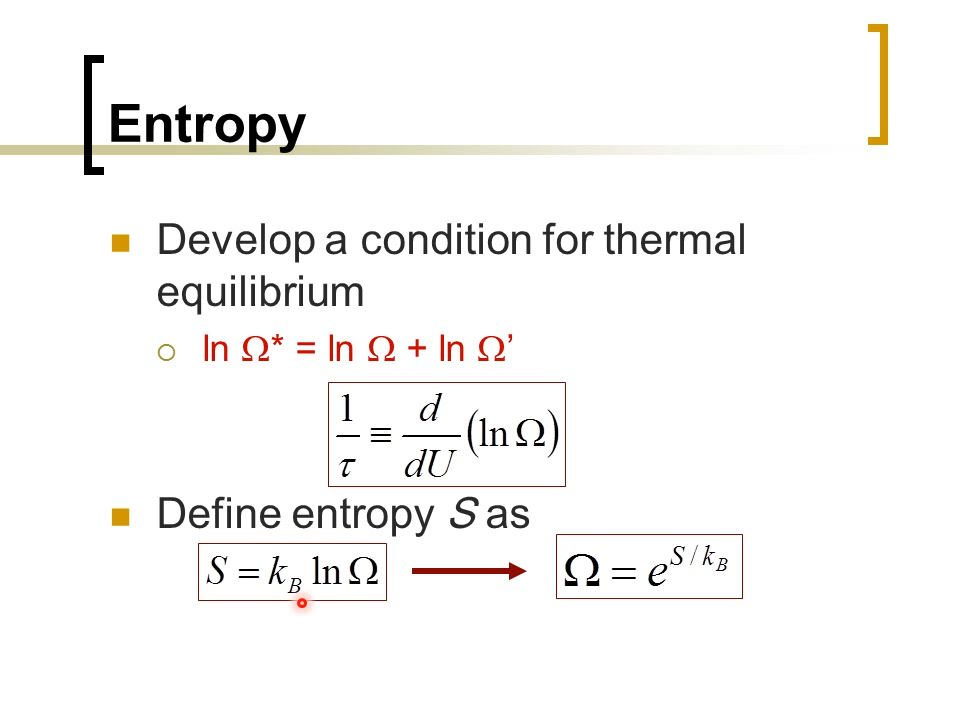 Entropy
Develop a condition for thermal
equilibrium
ln Ω* = ln Ω + ln Ω’
1/τ ≡ d/dU (ln Ω)
Define entropy S as
S = k_B ln Ω
Ω = e^{S / k_B}